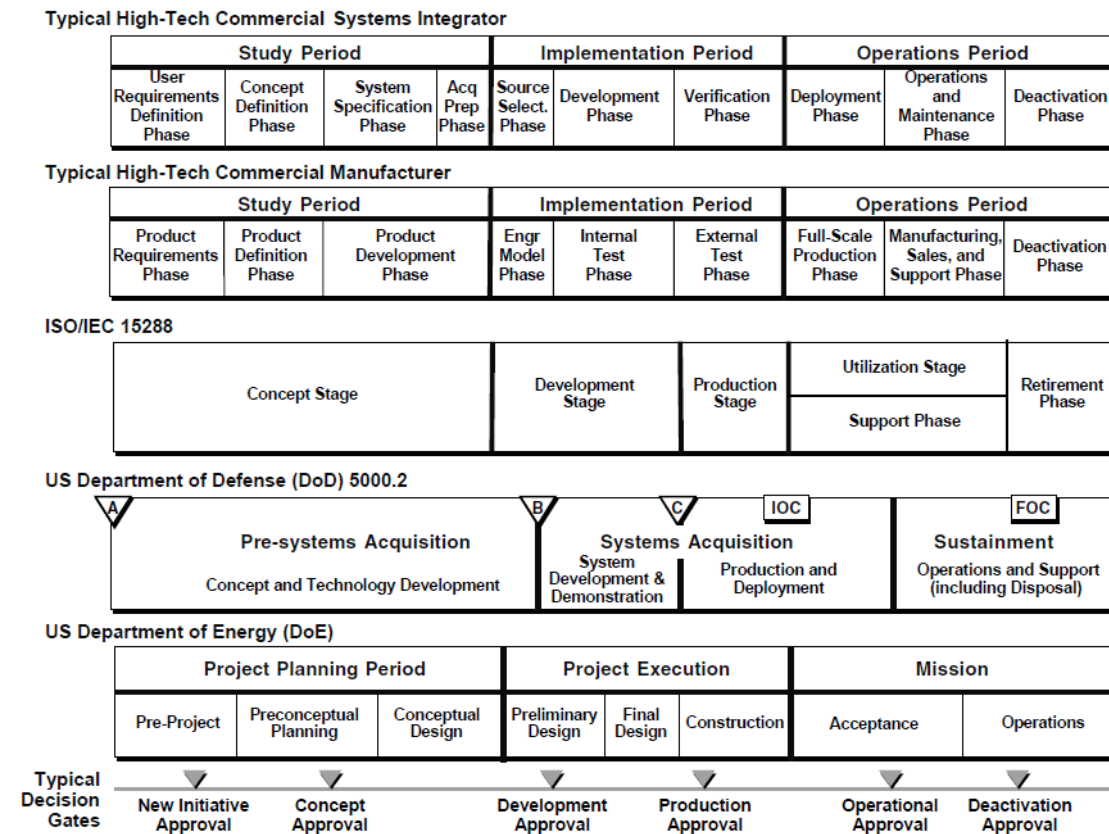 Typical High-Tech Commercial Systems Integrator
Study Period
Implementation Period
Operations Period
User
Requirements
Definition
Phase
Concept
Definition
Phase
System
Specification
Phase
Acq
Prep
Phase
Source
Select.
Phase
Development
Phase
Verification
Phase
Deployment
Phase
Operations
and
Maintenance
Phase
Deactivation
Phase
Typical High-Tech Commercial Manufacturer
Study Period
Implementation Period
Operations Period
Product
Requirements
Phase
Product
Definition
Phase
Product
Development
Phase
Engr
Model
Phase
Internal
Test
Phase
External
Test
Phase
Full-Scale
Production
Phase
Manufacturing,
Sales, and
Support Phase
Deactivation
Phase
ISO/IEC 15288
Concept Stage
Development
Stage
Production
Stage
Utilization Stage
Support Phase
Retirement
Phase
US Department of Defense (DoD) 5000.2
A
B
C
IOC
FOC
Pre-systems Acquisition
Concept and Technology Development
Systems Acquisition
System
Development &
Demonstration
Production and
Deployment
Sustainment
Operations and Support
(including Disposal)
US Department of Energy (DoE)
Project Planning Period
Project Execution
Mission
Pre-Project
Preconceptual
Planning
Conceptual
Design
Preliminary
Design
Final
Design
Construction
Acceptance
Operations
Typical
Decision
Gates
New Initiative
Approval
Concept
Approval
Development
Approval
Production
Approval
Operational
Approval
Deactivation
Approval